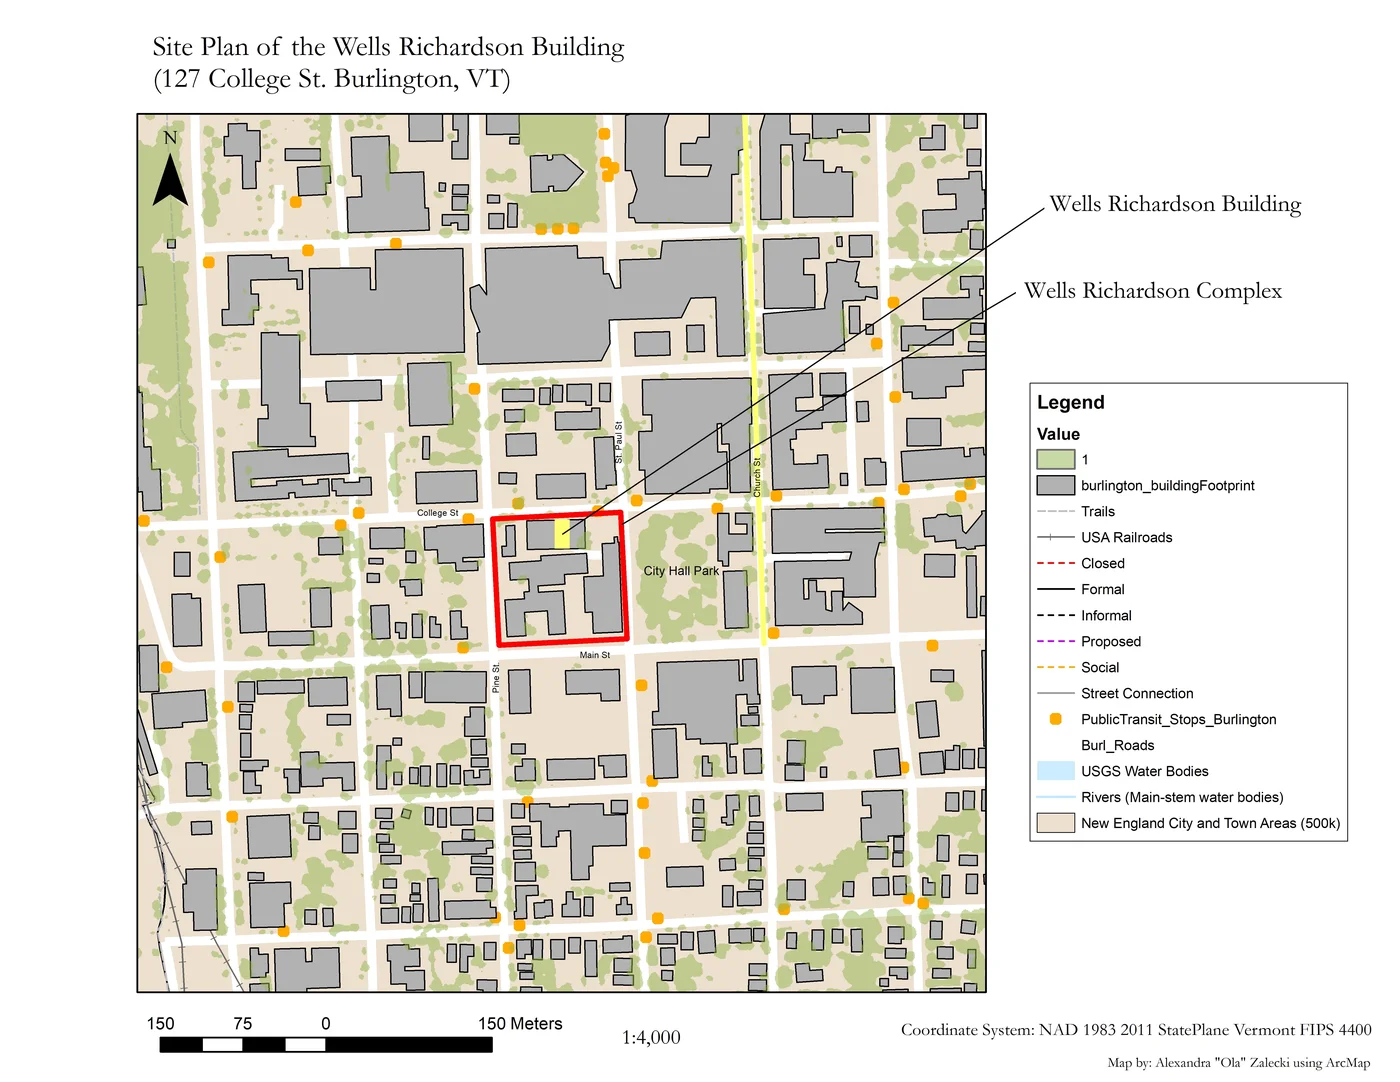 Site Plan of the Wells Richardson Building
(127 College St. Burlington, VT)
N
Wells Richardson Building
Wells Richardson Complex
St. Paul St
Church St
College St
City Hall Park
Main St
Pine St.
Legend
Value
1
burlington_buildingFootprint
Trails
USA Railroads
Closed
Formal
Informal
Proposed
Social
Street Connection
PublicTransit_Stops_Burlington
Burl_Roads
USGS Water Bodies
Rivers (Main-stem water bodies)
New England City and Town Areas (500k)
150 75 0 150 Meters
1:4,000
Coordinate System: NAD 1983 2011 StatePlane Vermont FIPS 4400
Map by: Alexandra "Ola" Zalecki using ArcMap